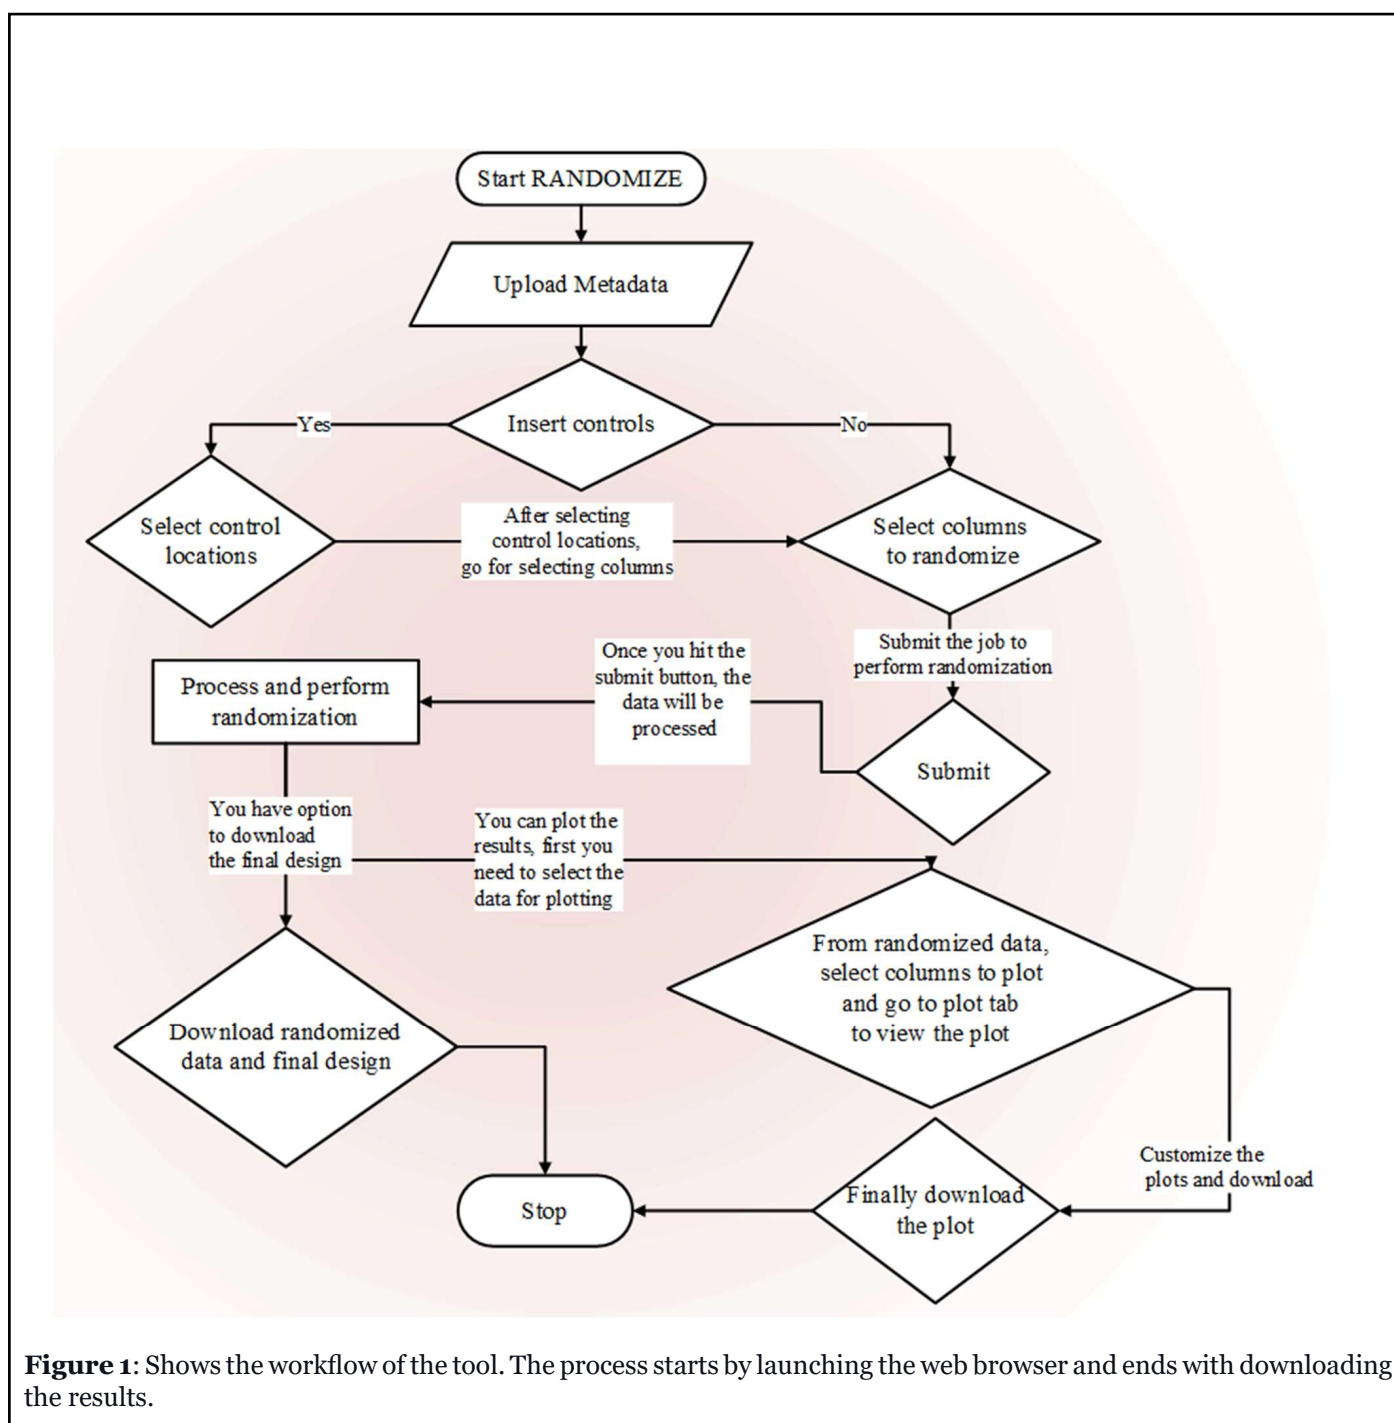 Start RANDOMIZE
Upload Metadata
Insert controls
Yes
No
Select control
locations
After selecting
control locations,
go for selecting columns
Select columns
to randomize
Submit the job to
perform randomization
Once you hit the
submit button, the
data will be
processed
Process and perform
randomization
Submit
You have option
to download
the final design
You can plot the
results, first you
need to select the
data for plotting
From randomized data,
select columns to plot
and go to plot tab
to view the plot
Download randomized
data and final design
Customize the
plots and download
Finally download
the plot
Stop
Figure 1: Shows the workflow of the tool. The process starts by launching the web browser and ends with downloading
the results.